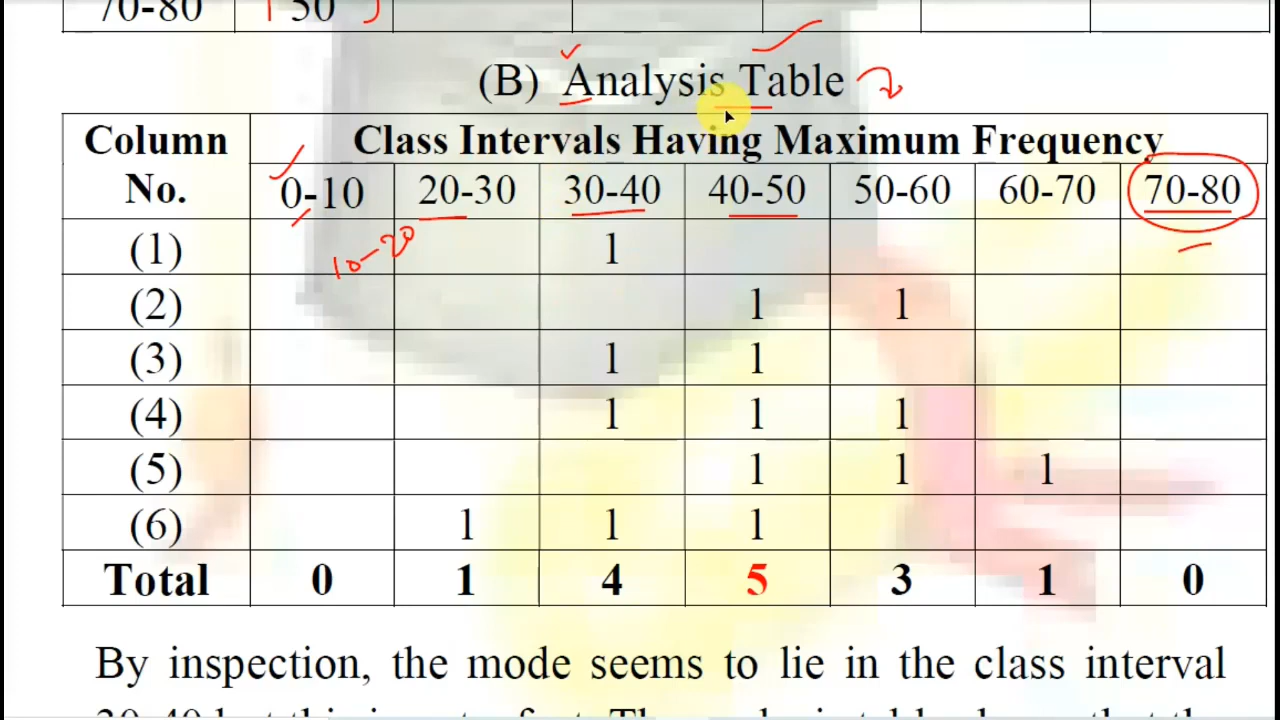 70-80 50
(B) Analysis Table
Column No. Class Intervals Having Maximum Frequency
0-10 20-30 30-40 40-50 50-60 60-70 70-80
10-20
(1) 1
(2) 1 1
(3) 1 1
(4) 1 1 1
(5) 1 1 1
(6) 1 1 1
Total 0 1 4 5 3 1 0
By inspection, the mode seems to lie in the class interval